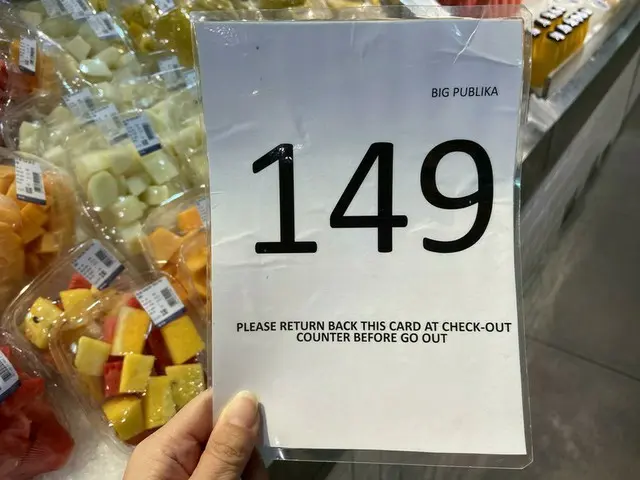 BIG PUBLIKA
149
PLEASE RETURN BACK THIS CARD AT CHECK-OUT
COUNTER BEFORE GO OUT